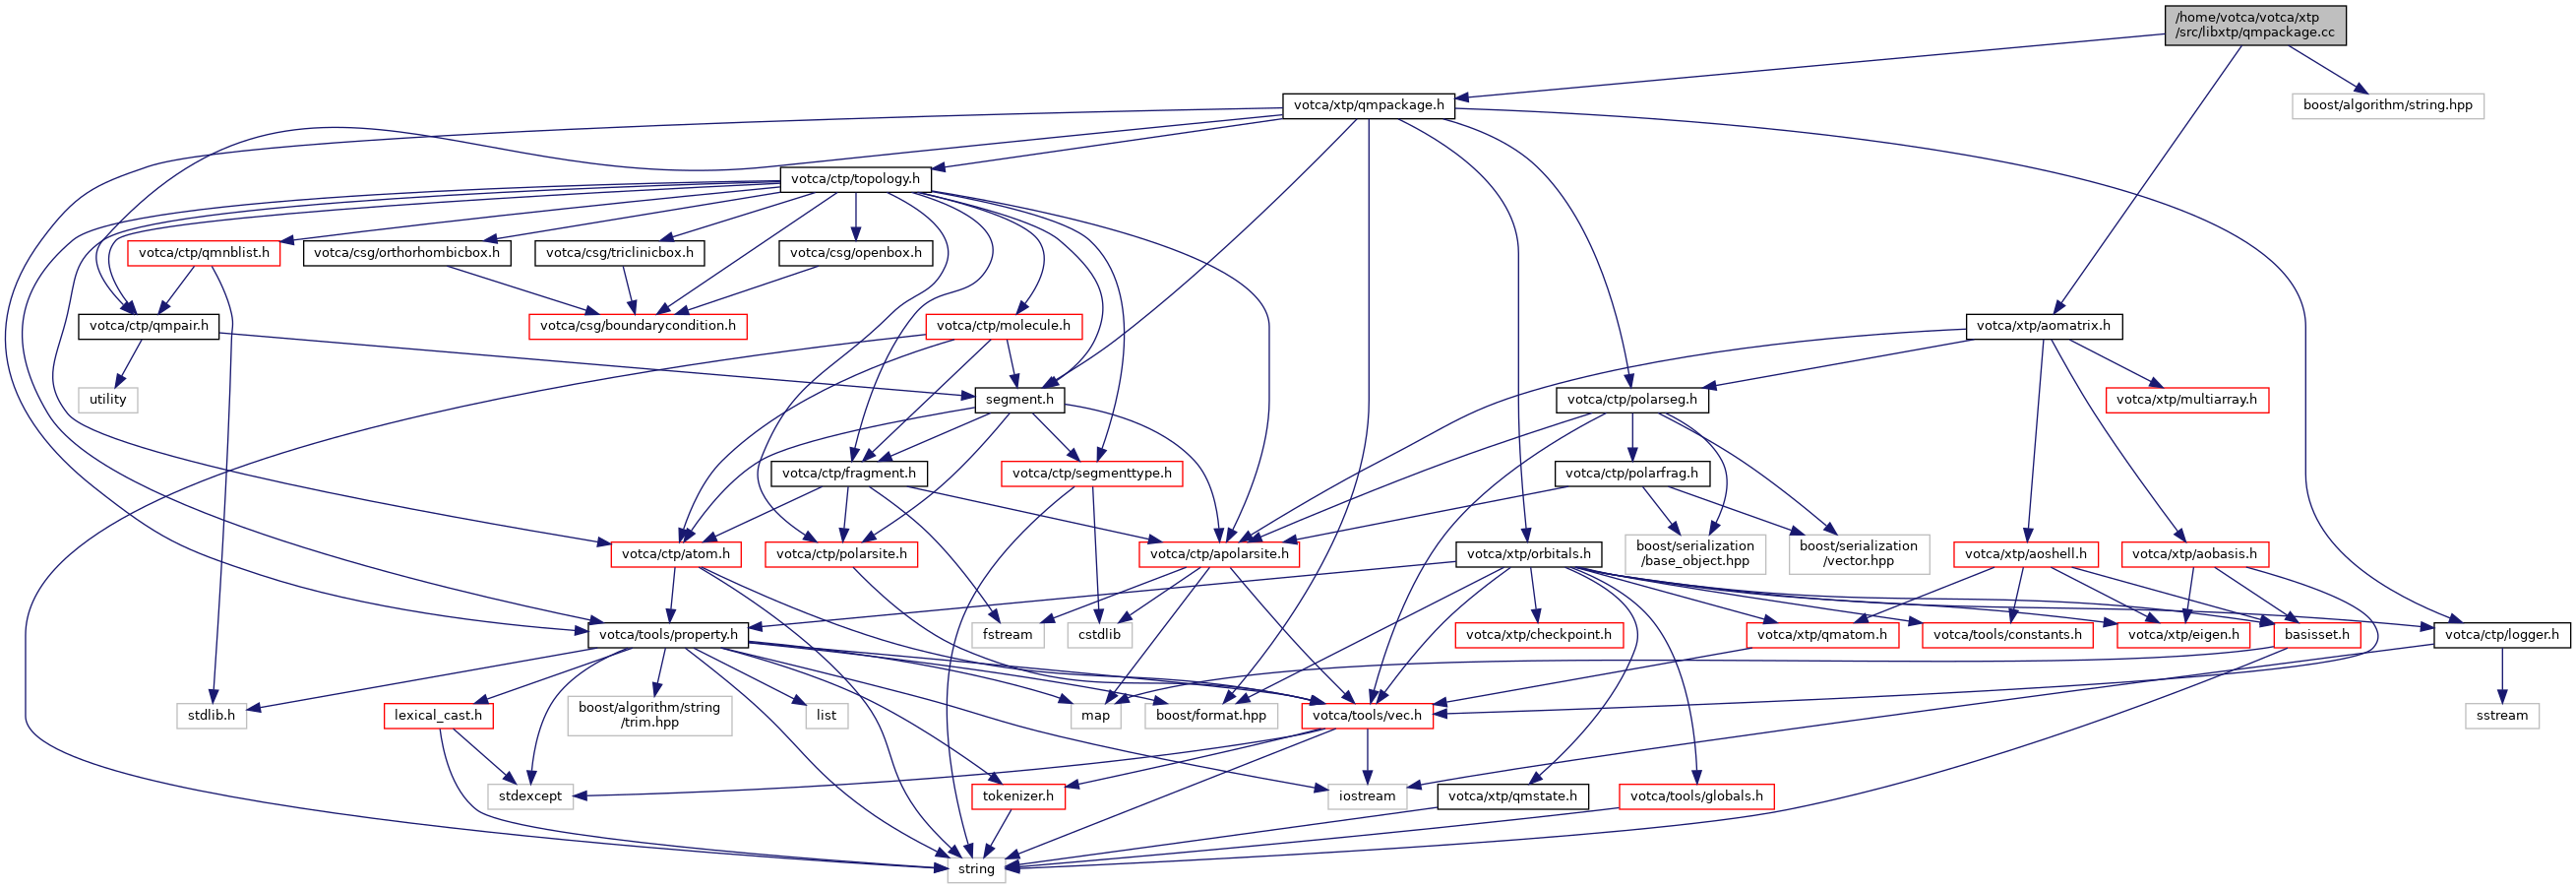 /home/votca/votca/xtp
/src/libxtp/qmpackage.cc
votca/xtp/qmpackage.h
boost/algorithm/string.hpp
votca/ctp/topology.h
votca/ctp/qmnblist.h
votca/csg/orthorhombicbox.h
votca/csg/triclinicbox.h
votca/csg/openbox.h
votca/ctp/qmpair.h
votca/csg/boundarycondition.h
votca/ctp/molecule.h
votca/xtp/aomatrix.h
utility
segment.h
votca/ctp/polarseg.h
votca/xtp/multiarray.h
votca/ctp/fragment.h
votca/ctp/segmenttype.h
votca/ctp/polarfrag.h
votca/ctp/atom.h
votca/ctp/polarsite.h
votca/ctp/apolarsite.h
votca/xtp/orbitals.h
boost/serialization
/base_object.hpp
boost/serialization
/vector.hpp
votca/xtp/aoshell.h
votca/xtp/aobasis.h
votca/tools/property.h
fstream
cstdlib
votca/xtp/checkpoint.h
votca/xtp/qmatom.h
votca/tools/constants.h
votca/xtp/eigen.h
basisset.h
votca/ctp/logger.h
stdlib.h
lexical_cast.h
boost/algorithm/string
/trim.hpp
list
map
boost/format.hpp
votca/tools/vec.h
sstream
stdexcept
tokenizer.h
iostream
votca/xtp/qmstate.h
votca/tools/globals.h
string